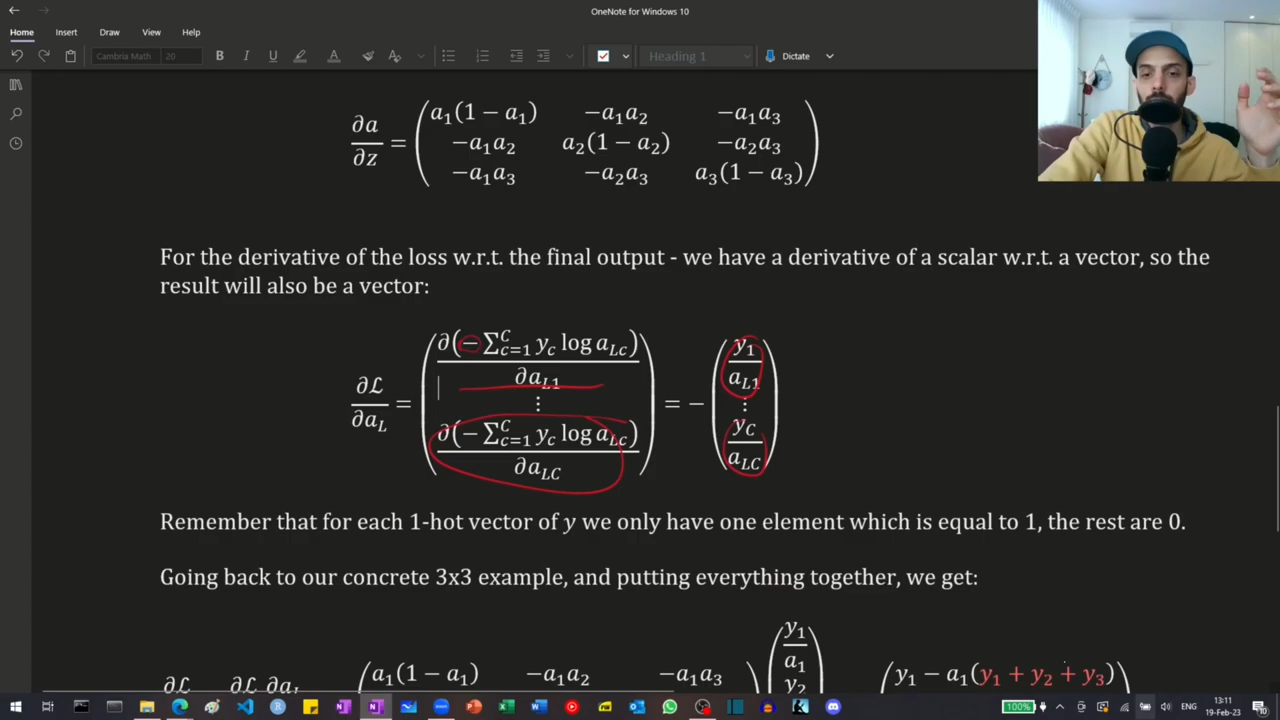 OneNote for Windows 10
Home Insert Draw View Help
Cambria Math 20 B I U A Heading 1 Dictate
∂a/∂z = ( a₁(1 − a₁) −a₁a₂ −a₁a₃
−a₁a₂ a₂(1 − a₂) −a₂a₃
−a₁a₃ −a₂a₃ a₃(1 − a₃) )
For the derivative of the loss w.r.t. the final output - we have a derivative of a scalar w.r.t. a vector, so the
result will also be a vector:
∂ℒ/∂a_L = ( ∂(−∑_{c=1}^{C} y_c log a_{Lc})/∂a_{L1} ⋮ ∂(−∑_{c=1}^{C} y_c log a_{Lc})/∂a_{LC} ) = − ( y₁/a_{L1} ⋮ y_C/a_{LC} )
Remember that for each 1-hot vector of y we only have one element which is equal to 1, the rest are 0.
Going back to our concrete 3x3 example, and putting everything together, we get:
∂ℒ ∂ℒ ∂a₁ ( a₁(1 − a₁) −a₁a₂ −a₁a₃ ) ( y₁/a₁ y₂ ) ( y₁ − a₁(y₁ + y₂ + y₃) )
100% ENG 13:11
19-Feb-23